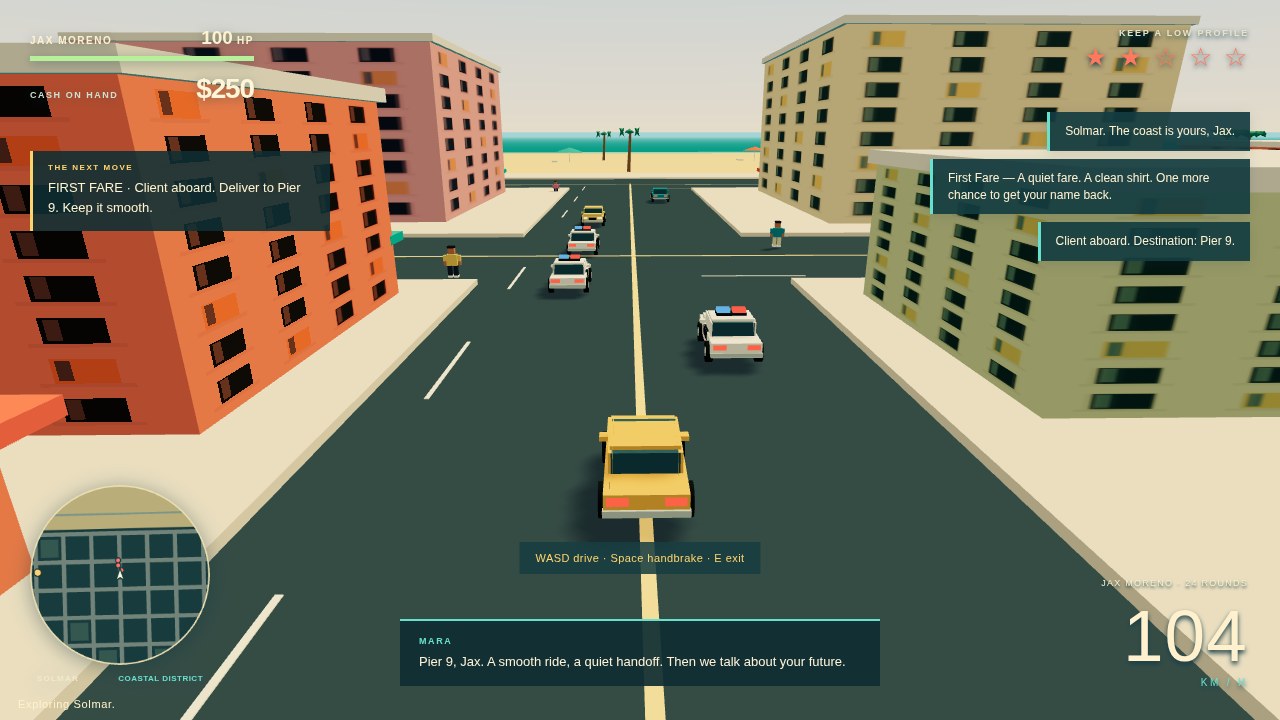 JAX MORENO 100 HP
CASH ON HAND $250
THE NEXT MOVE
FIRST FARE · Client aboard. Deliver to Pier
9. Keep it smooth.
KEEP A LOW PROFILE
★ ★ ☆ ☆ ☆
Solmar. The coast is yours, Jax.
First Fare — A quiet fare. A clean shirt. One more
chance to get your name back.
Client aboard. Destination: Pier 9.
WASD drive · Space handbrake · E exit
MARA
Pier 9, Jax. A smooth ride, a quiet handoff. Then we talk about your future.
SOLMAR COASTAL DISTRICT
Exploring Solmar.
JAX MORENO · 24 ROUNDS
104
KM / H